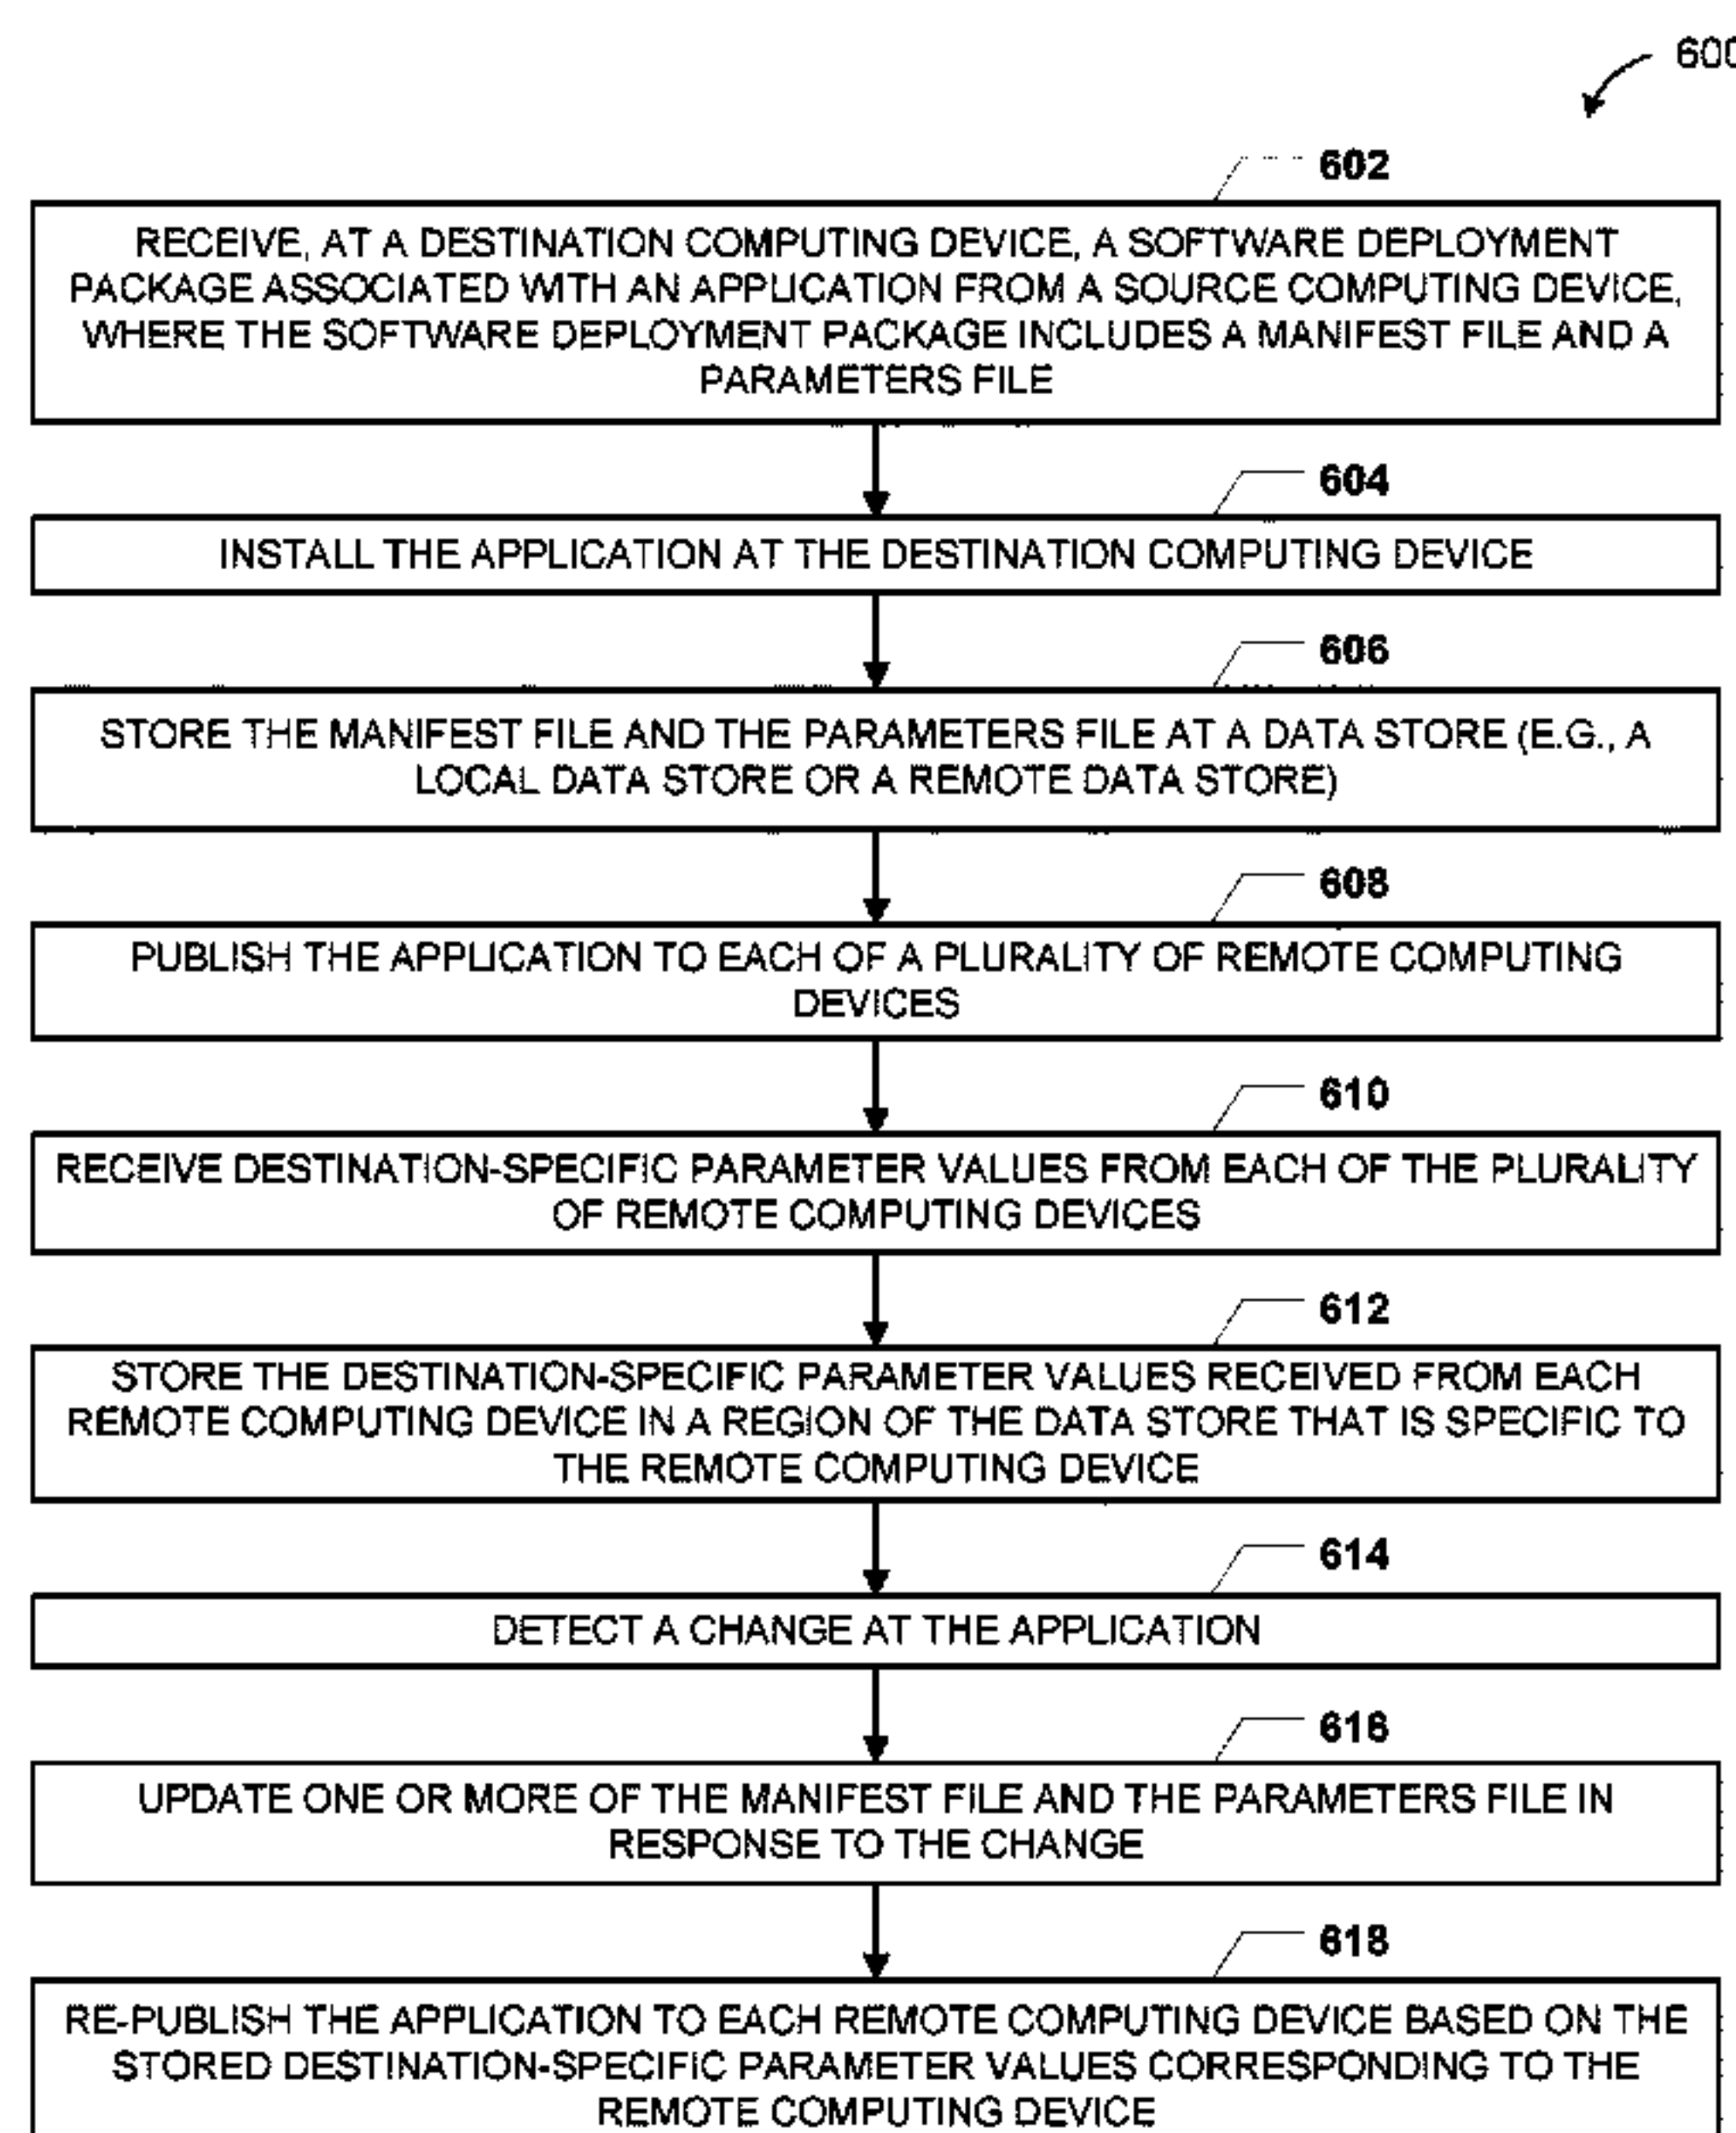 600
602
RECEIVE, AT A DESTINATION COMPUTING DEVICE, A SOFTWARE DEPLOYMENT
PACKAGE ASSOCIATED WITH AN APPLICATION FROM A SOURCE COMPUTING DEVICE,
WHERE THE SOFTWARE DEPLOYMENT PACKAGE INCLUDES A MANIFEST FILE AND A
PARAMETERS FILE
604
INSTALL THE APPLICATION AT THE DESTINATION COMPUTING DEVICE
606
STORE THE MANIFEST FILE AND THE PARAMETERS FILE AT A DATA STORE (E.G., A
LOCAL DATA STORE OR A REMOTE DATA STORE)
608
PUBLISH THE APPLICATION TO EACH OF A PLURALITY OF REMOTE COMPUTING
DEVICES
610
RECEIVE DESTINATION-SPECIFIC PARAMETER VALUES FROM EACH OF THE PLURALITY
OF REMOTE COMPUTING DEVICES
612
STORE THE DESTINATION-SPECIFIC PARAMETER VALUES RECEIVED FROM EACH
REMOTE COMPUTING DEVICE IN A REGION OF THE DATA STORE THAT IS SPECIFIC TO
THE REMOTE COMPUTING DEVICE
614
DETECT A CHANGE AT THE APPLICATION
616
UPDATE ONE OR MORE OF THE MANIFEST FILE AND THE PARAMETERS FILE IN
RESPONSE TO THE CHANGE
618
RE-PUBLISH THE APPLICATION TO EACH REMOTE COMPUTING DEVICE BASED ON THE
STORED DESTINATION-SPECIFIC PARAMETER VALUES CORRESPONDING TO THE
REMOTE COMPUTING DEVICE